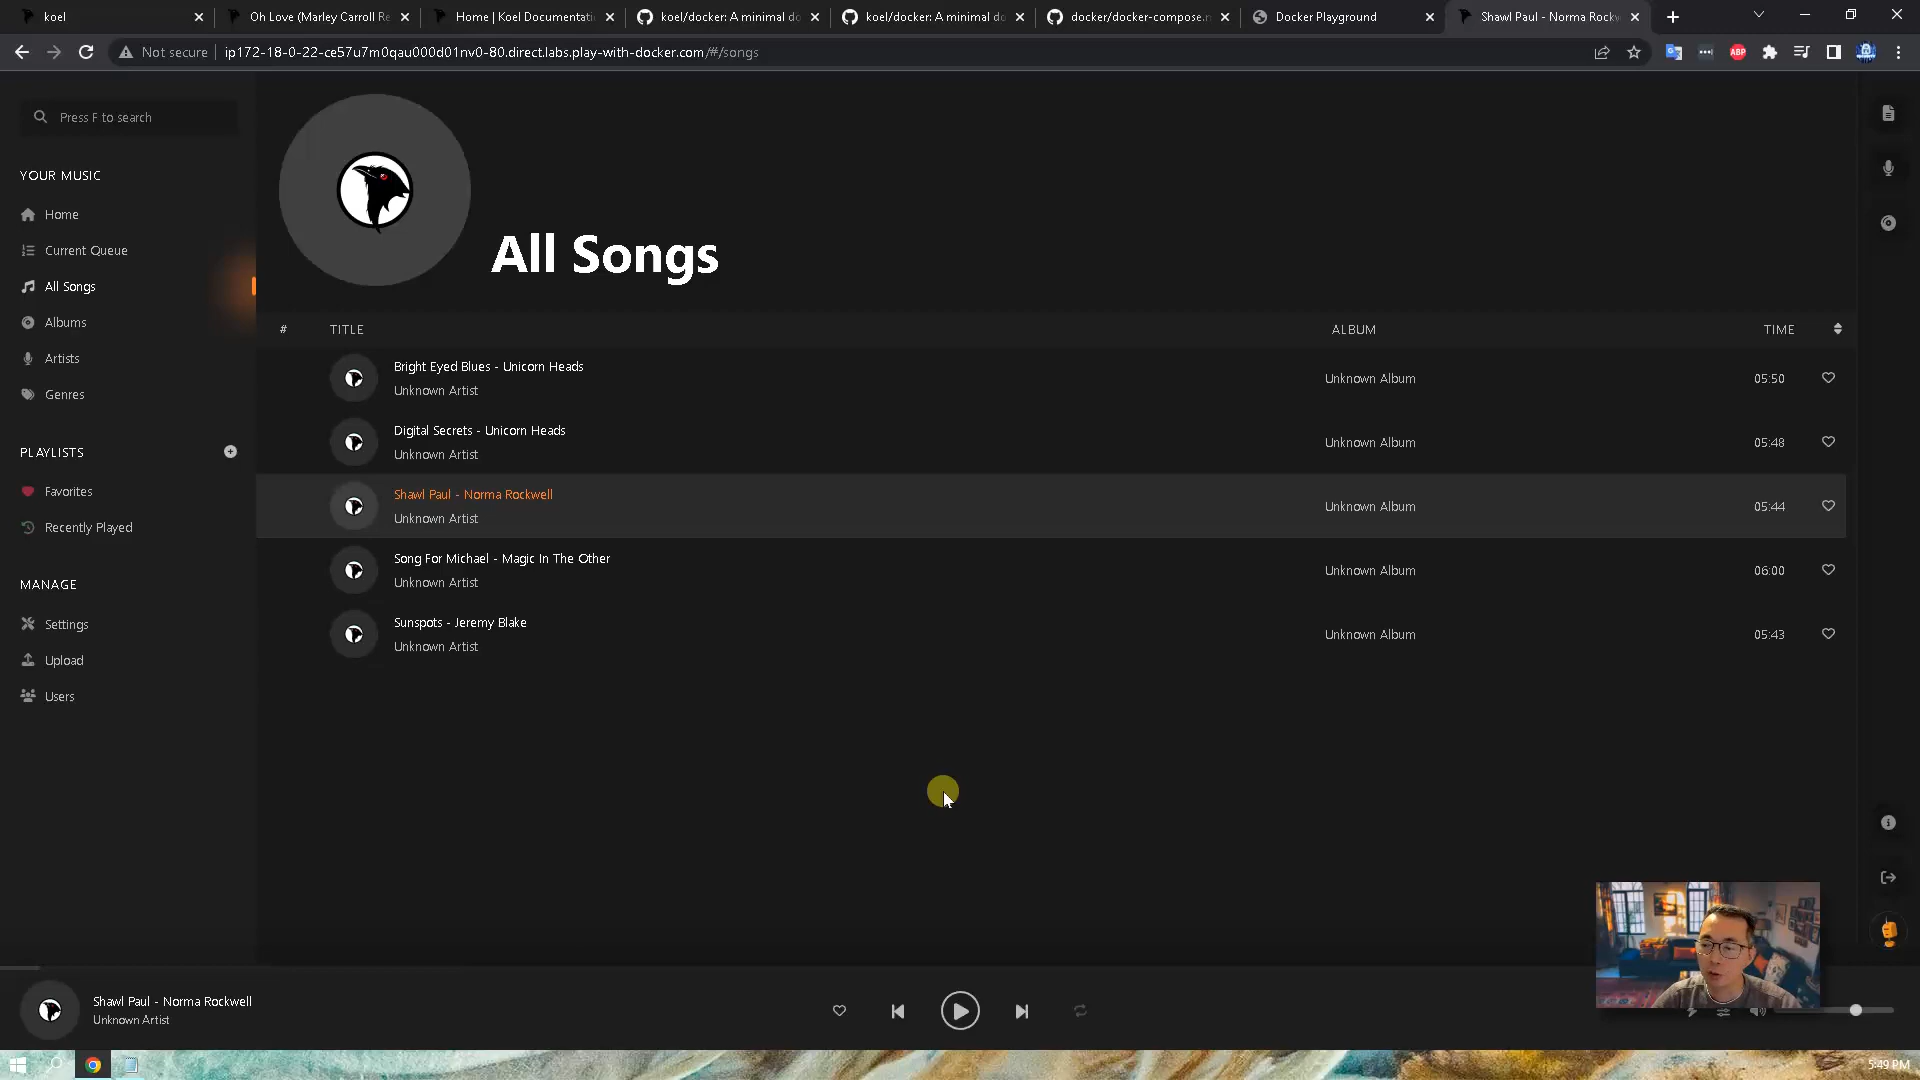 koel
Oh Love (Marley Carroll Re
Home | Koel Documentati
koel/docker: A minimal do
koel/docker: A minimal do
docker/docker-compose.m
Docker Playground
Shawl Paul - Norma Rockw
Not secure
ip172-18-0-22-ce57u7m0qau000d01nv0-80.direct.labs.play-with-docker.com/#/songs
ABP
Press F to search
YOUR MUSIC
Home
Current Queue
All Songs
Albums
Artists
Genres
PLAYLISTS
Favorites
Recently Played
MANAGE
Settings
Upload
Users
All Songs
# TITLE ALBUM TIME
Bright Eyed Blues - Unicorn Heads
Unknown Artist
Unknown Album
05:50
Digital Secrets - Unicorn Heads
Unknown Artist
Unknown Album
05:48
Shawl Paul - Norma Rockwell
Unknown Artist
Unknown Album
05:44
Song For Michael - Magic In The Other
Unknown Artist
Unknown Album
06:00
Sunspots - Jeremy Blake
Unknown Artist
Unknown Album
05:43
Shawl Paul - Norma Rockwell
Unknown Artist
5:49 PM